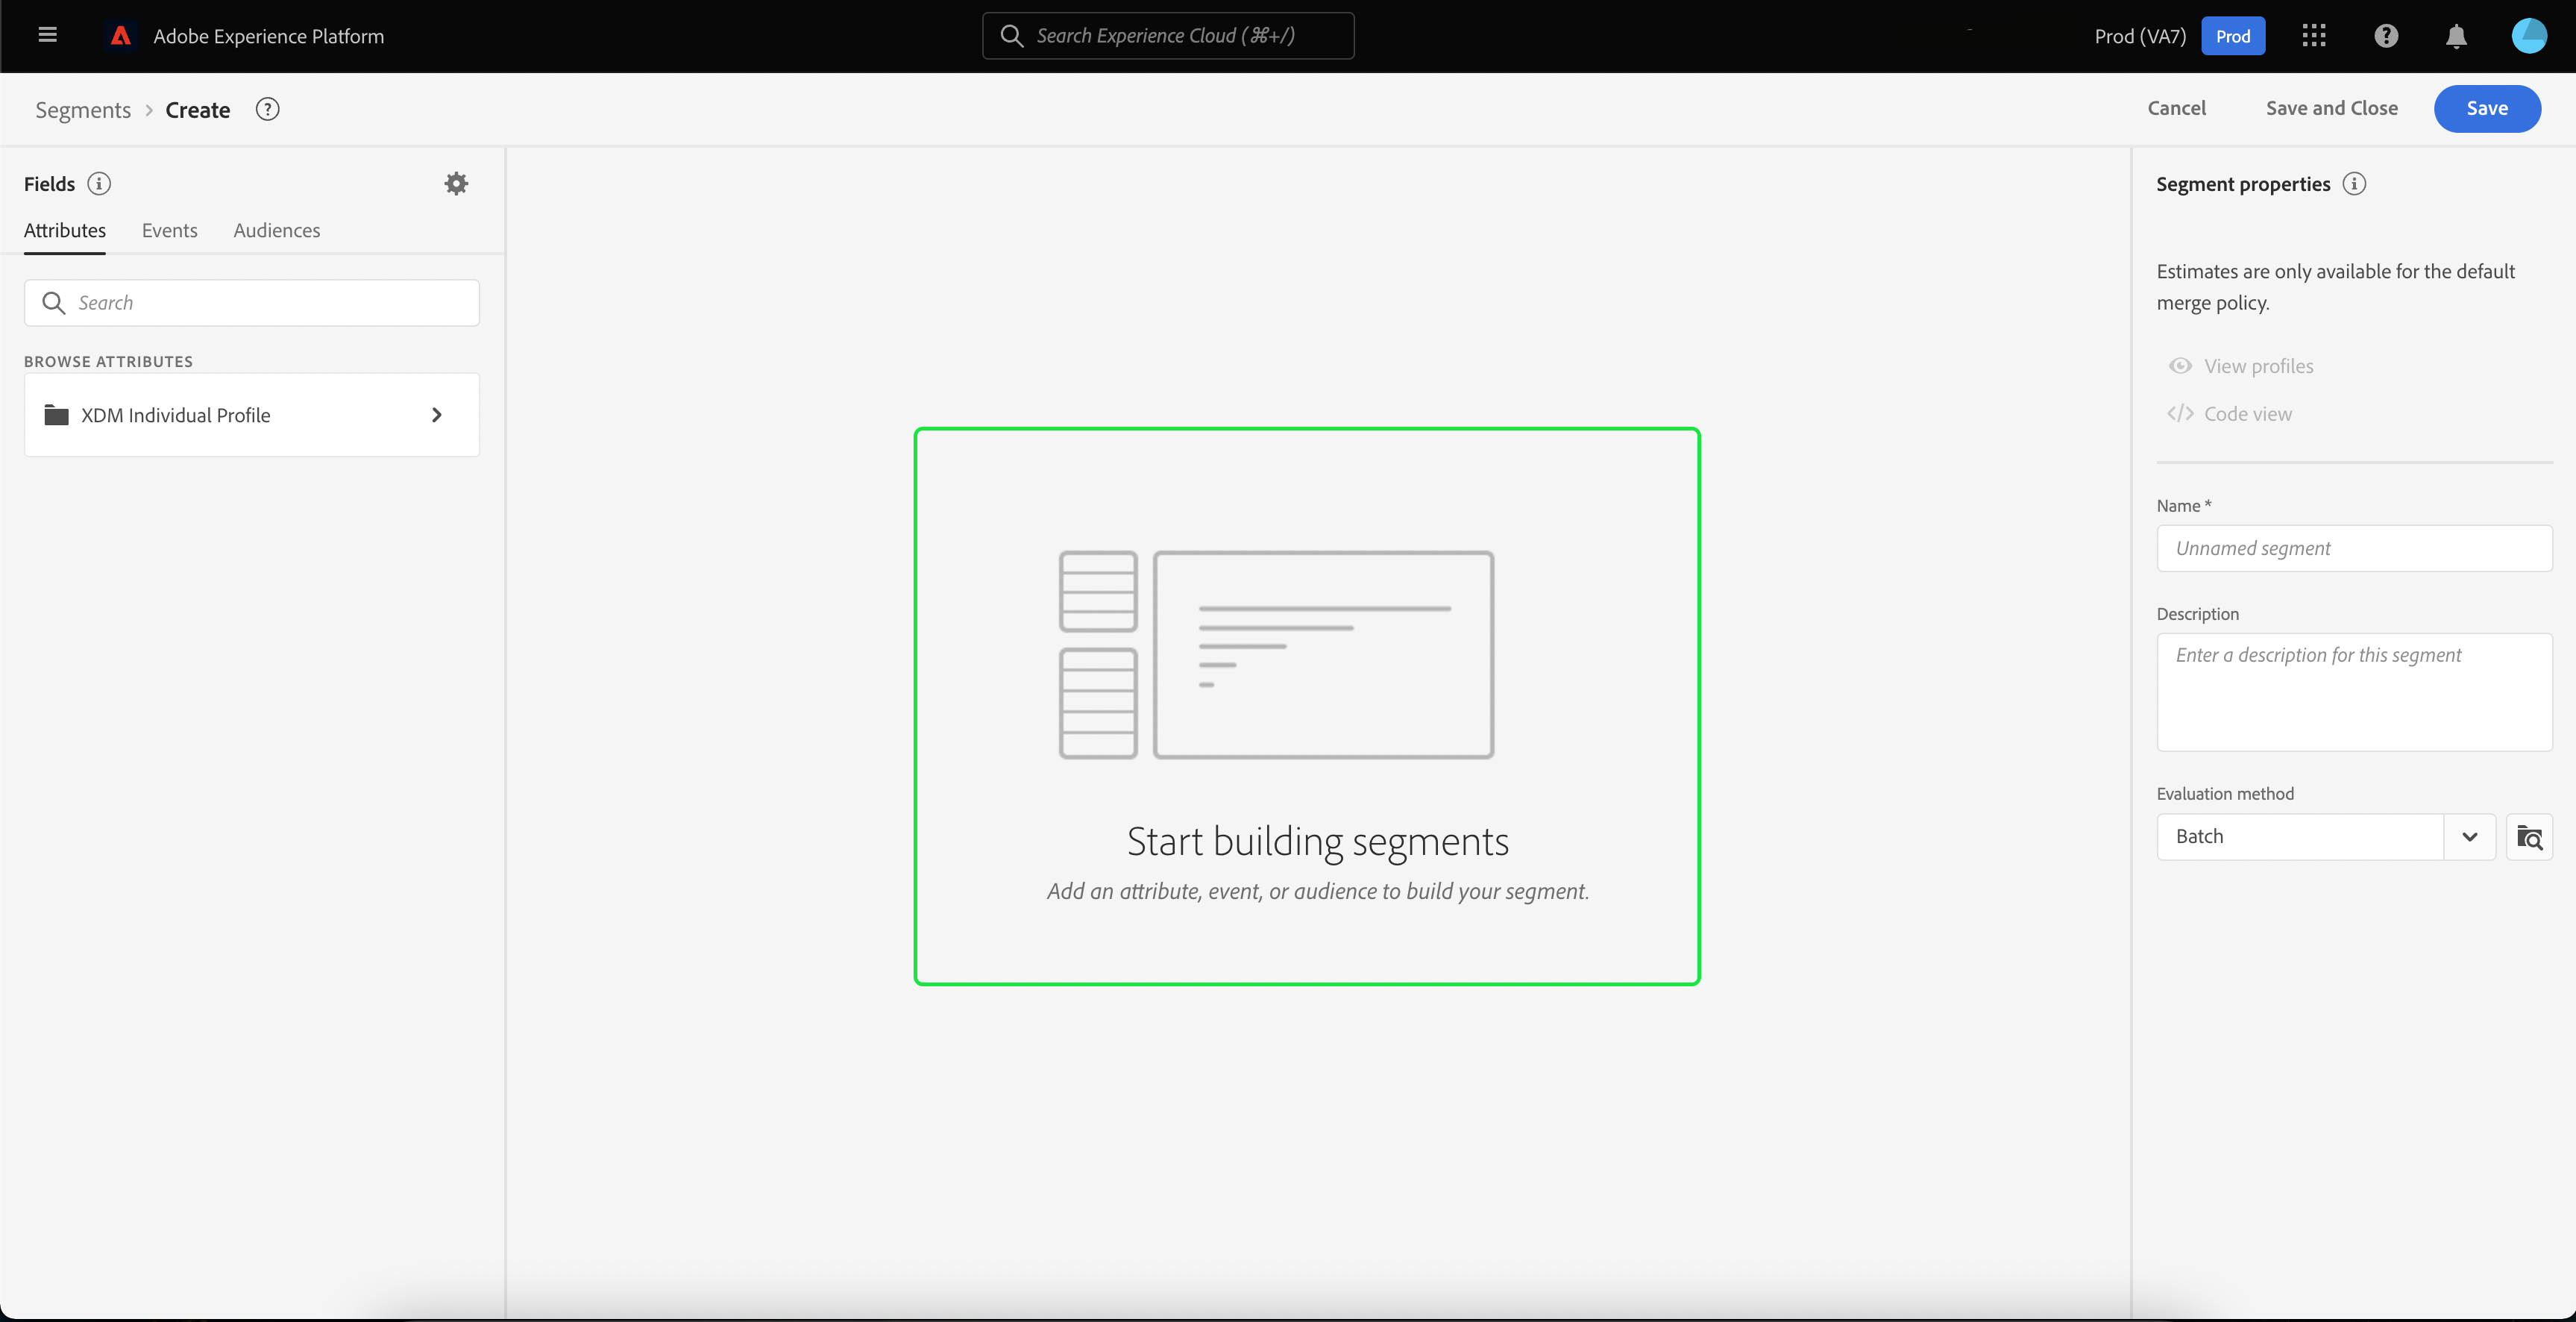 Adobe Experience Platform
Search Experience Cloud (⌘+/)
Prod (VA7)
Prod
Segments > Create
Cancel
Save and Close
Save
Fields
Attributes
Events
Audiences
Search
BROWSE ATTRIBUTES
XDM Individual Profile
Start building segments
Add an attribute, event, or audience to build your segment.
Segment properties
Estimates are only available for the default
merge policy.
View profiles
</> Code view
Name *
Unnamed segment
Description
Enter a description for this segment
Evaluation method
Batch